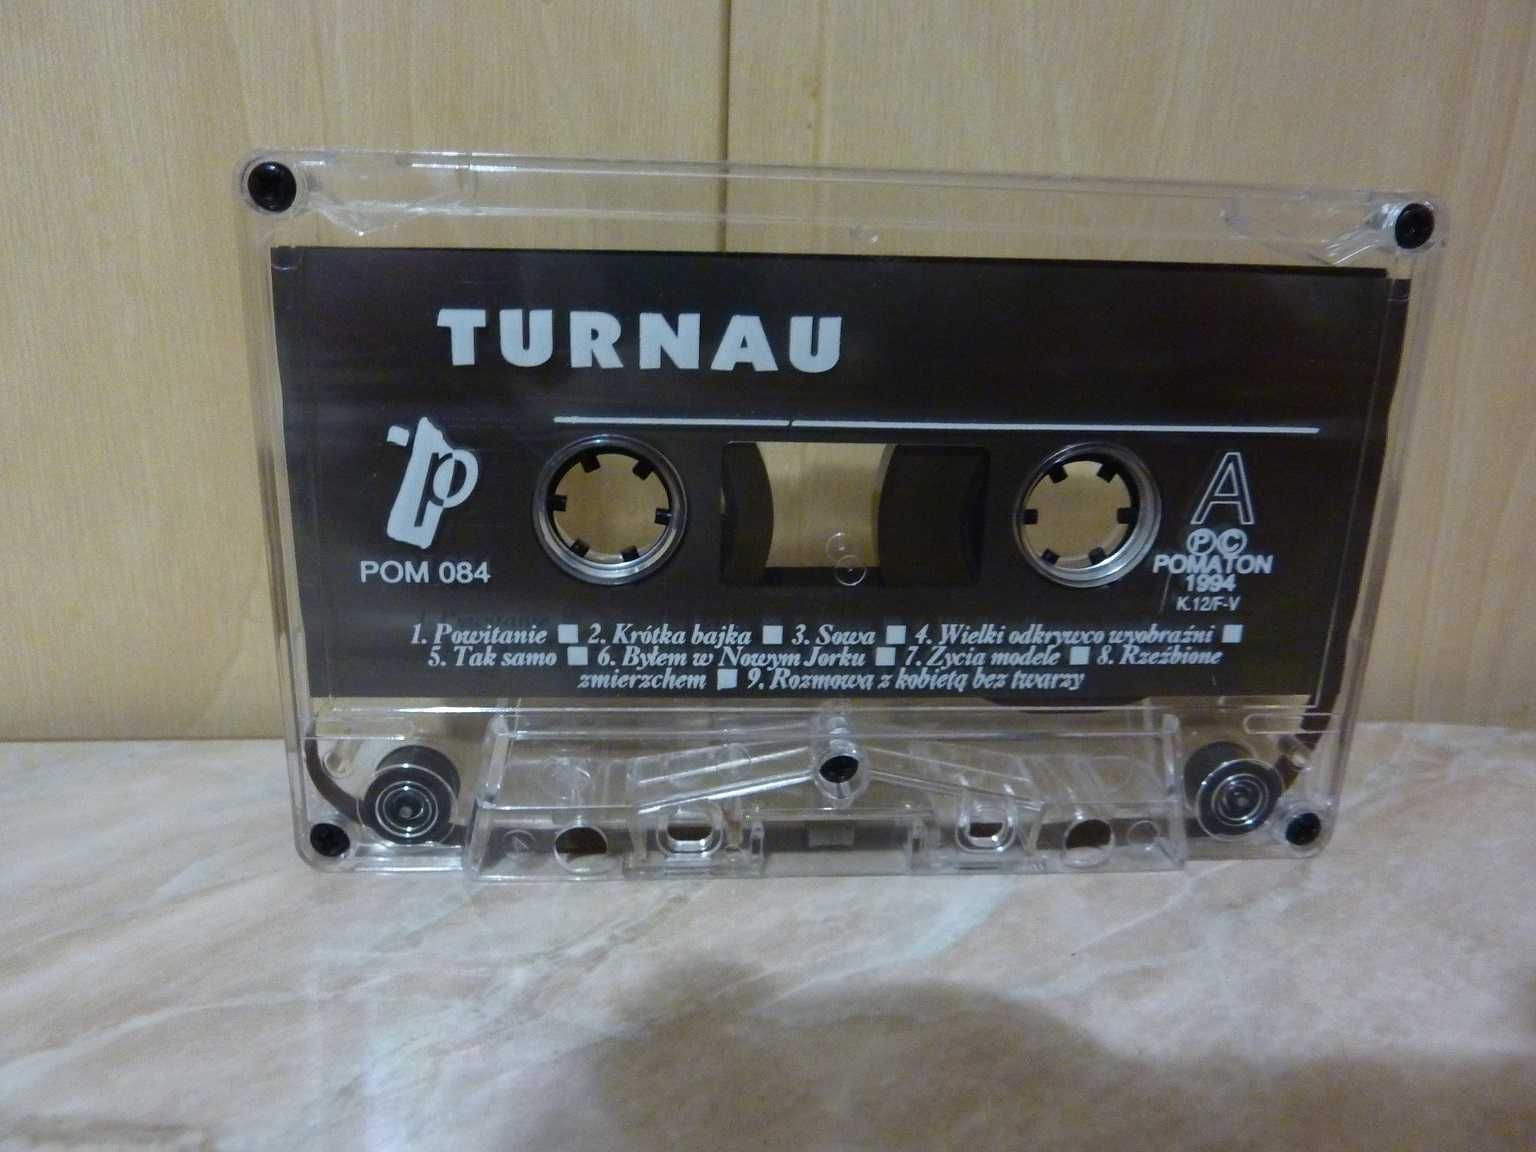 TURNAU
p
POM 084
A
Ⓟ Ⓒ
POMATON
1994
K.12/F-V
1. Powitanie ■ 2. Krótka bajka ■ 3. Sowa ■ 4. Wielki odkrywco wyobraźni ■
5. Tak samo ■ 6. Byłem w Nowym Jorku ■ 7. Życia modele ■ 8. Rzeźbione
zmierzchem ■ 9. Rozmowa z kobietą bez twarzy